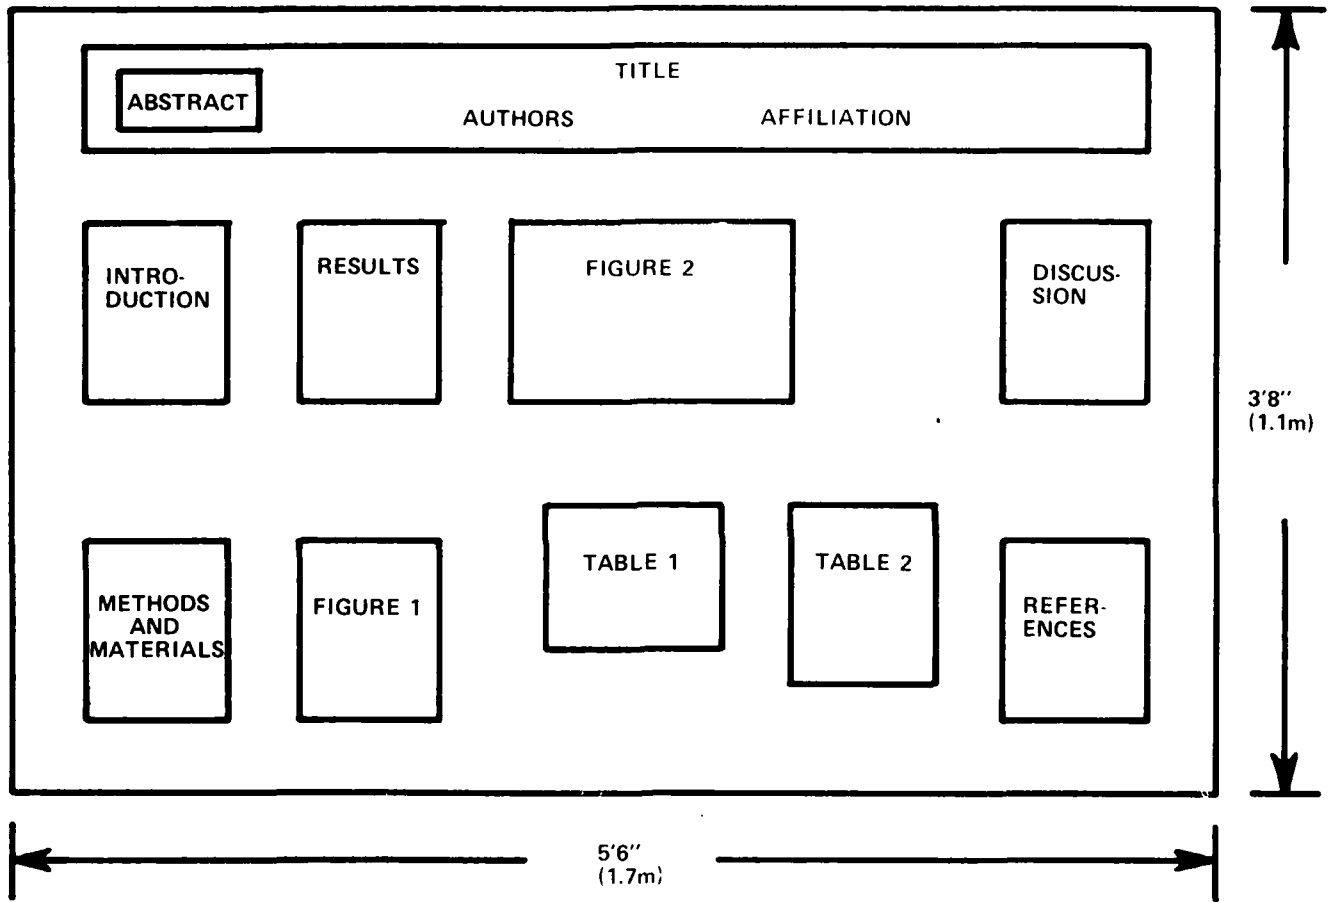 TITLE
ABSTRACT
AUTHORS AFFILIATION
INTRO-
DUCTION
RESULTS
FIGURE 2
DISCUS-
SION
3'8''
(1.1m)
METHODS
AND
MATERIALS
FIGURE 1
TABLE 1
TABLE 2
REFER-
ENCES
5'6''
(1.7m)